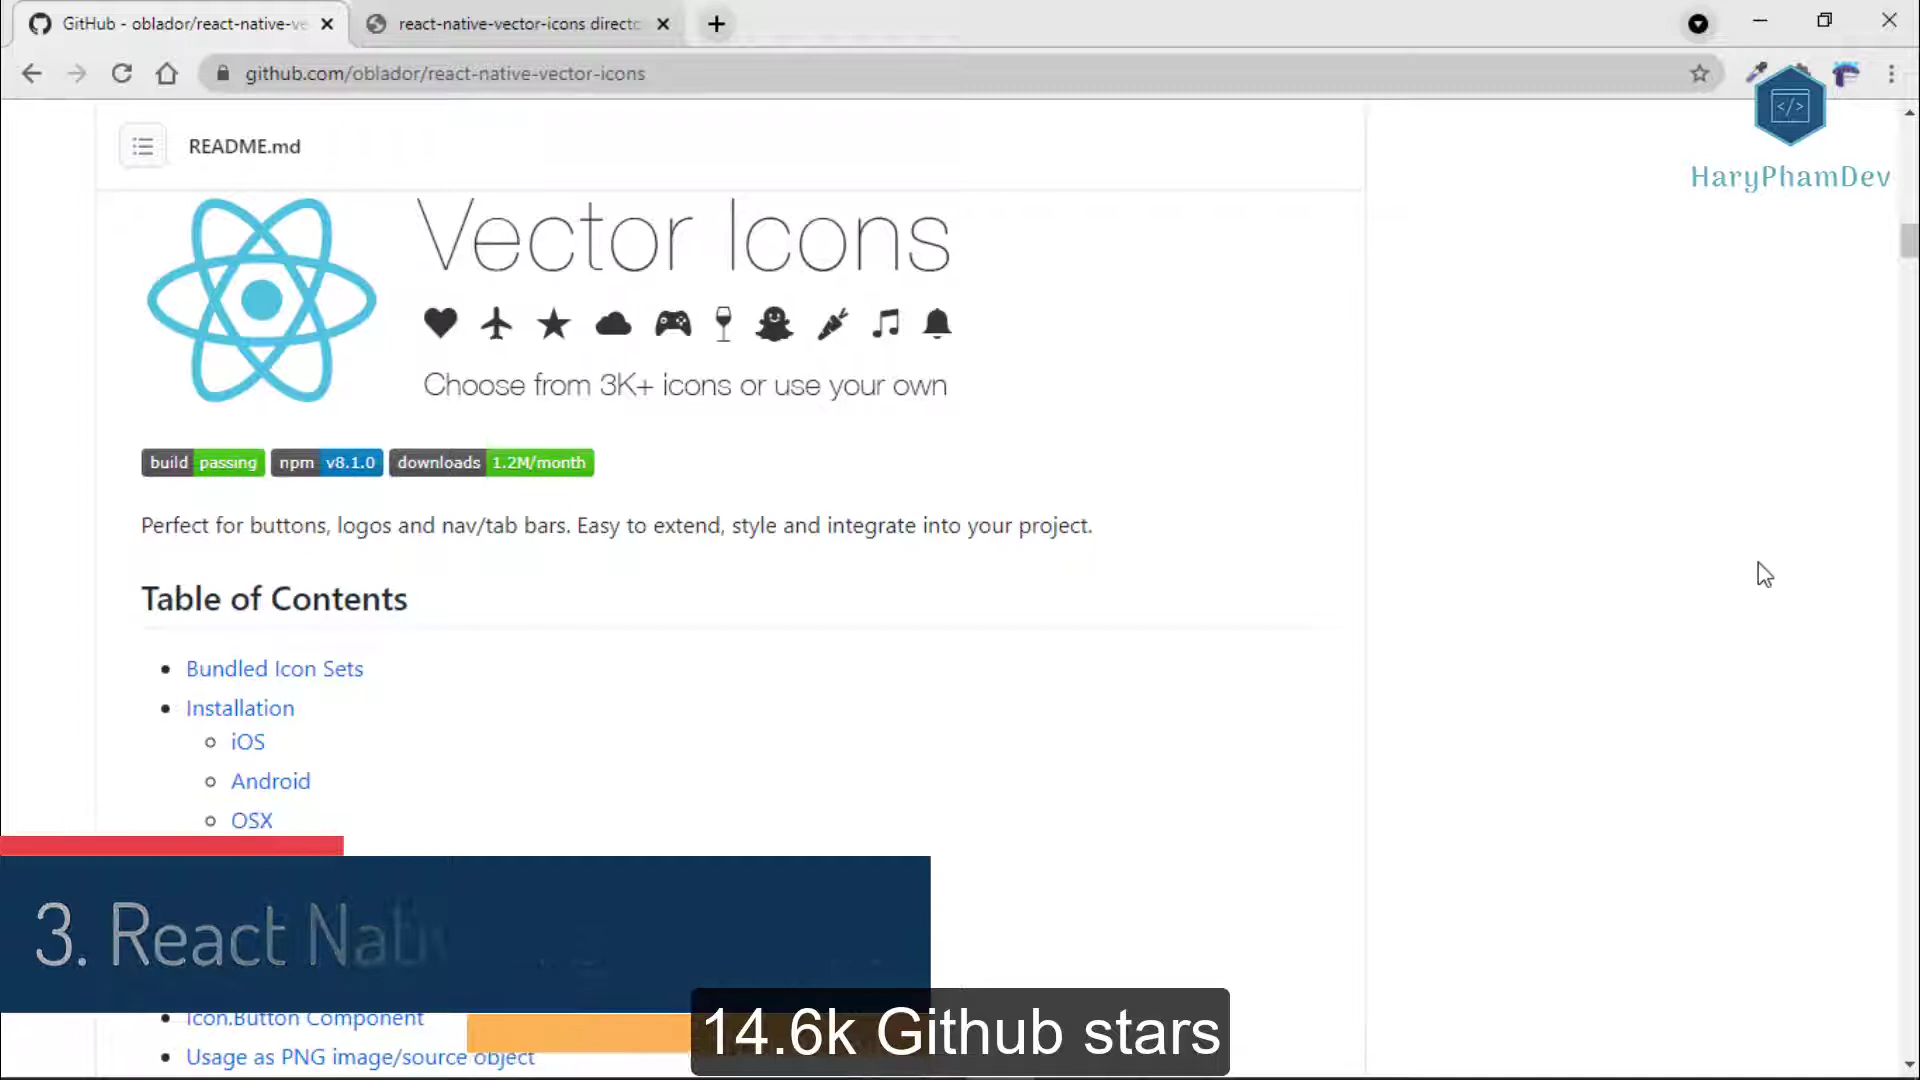 GitHub - oblador/react-native-ve
react-native-vector-icons directo
github.com/oblador/react-native-vector-icons
</>
HaryPhamDev
README.md
Vector Icons
Choose from 3K+ icons or use your own
build passing npm v8.1.0 downloads 1.2M/month
Perfect for buttons, logos and nav/tab bars. Easy to extend, style and integrate into your project.
Table of Contents
Bundled Icon Sets
Installation
iOS
Android
OSX
3. React Nativ
Icon.Button Component
14.6k Github stars
Usage as PNG image/source object